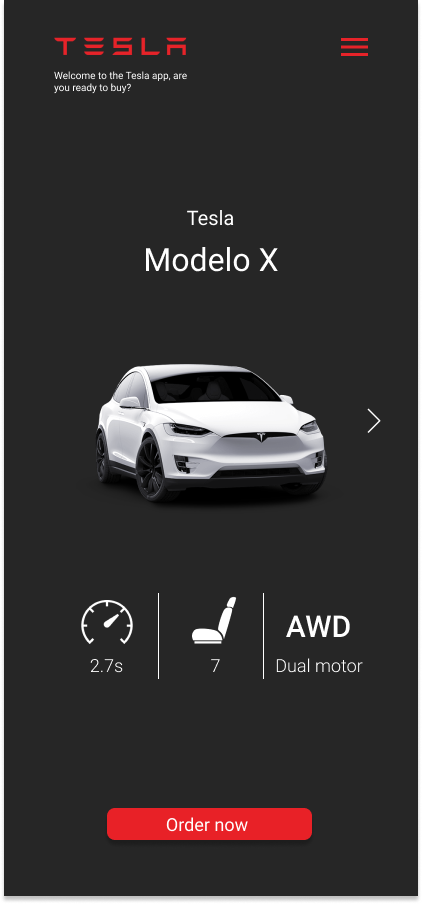 TESLA
Welcome to the Tesla app, are
you ready to buy?
Tesla
Modelo X
2.7s
7
AWD
Dual motor
Order now